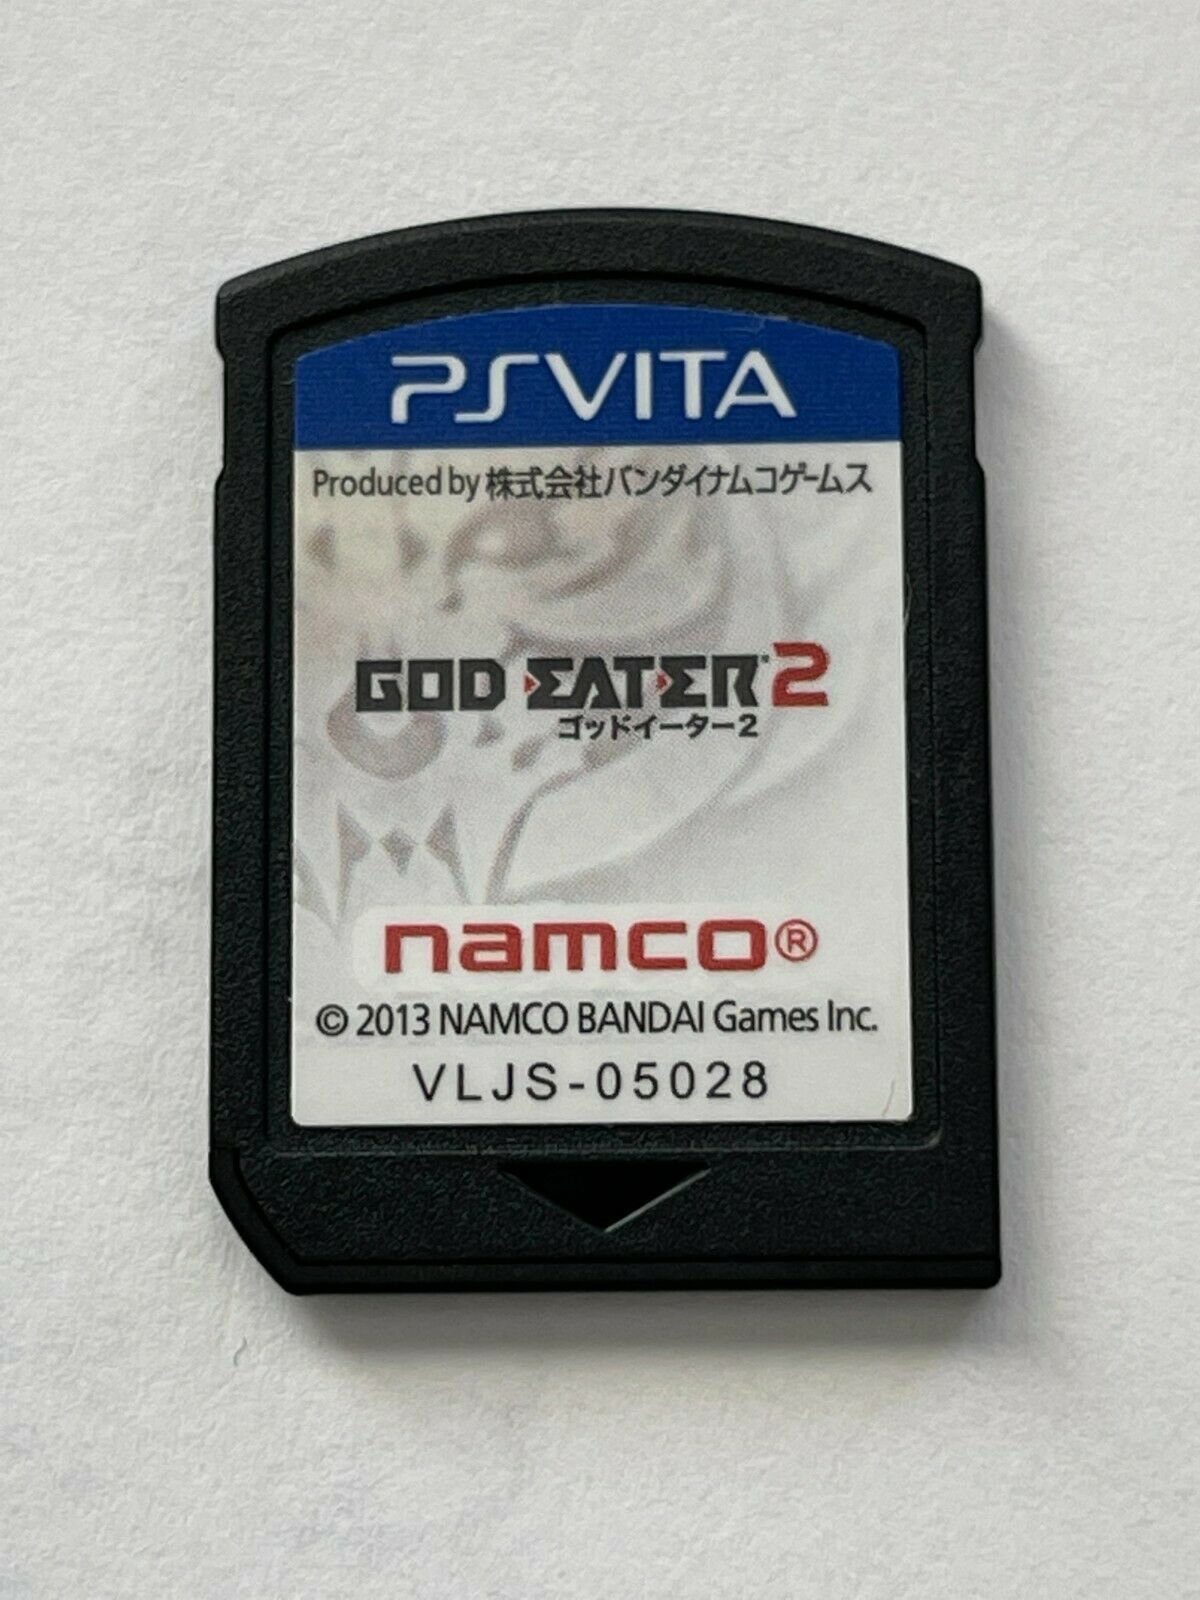 PSVITA
Produced by 株式会社バンダイナムコゲームス
GOD EATER 2
ゴッドイーター2
namco®
© 2013 NAMCO BANDAI Games Inc.
VLJS-05028